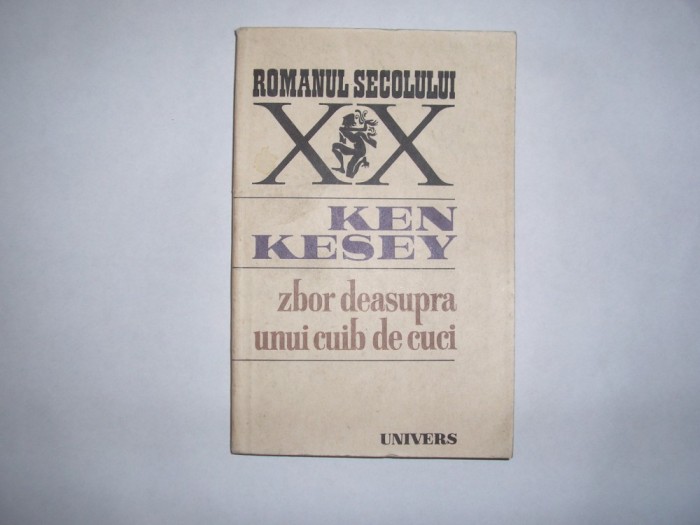 ROMANUL SECOLULUI
XX
KEN
KESEY
zbor deasupra
unui cuib de cuci
UNIVERS